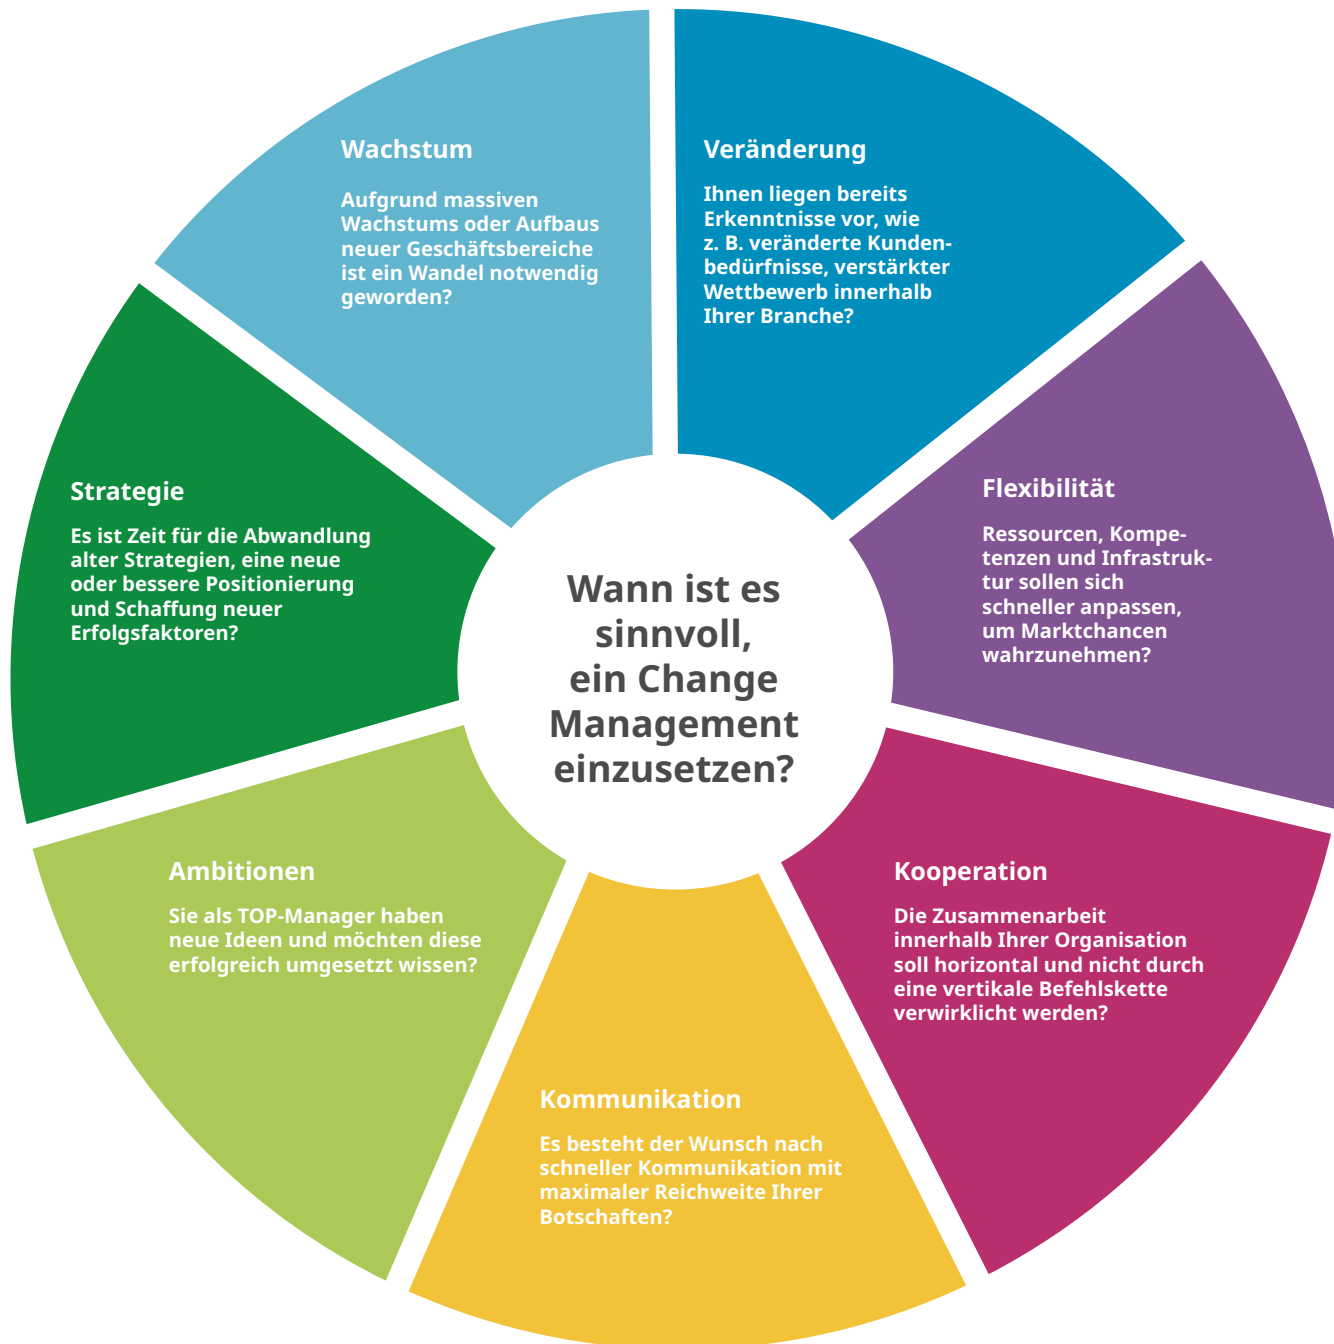 Wann ist es
sinnvoll,
ein Change
Management
einzusetzen?
Veränderung
Ihnen liegen bereits
Erkenntnisse vor, wie
z. B. veränderte Kunden-
bedürfnisse, verstärkter
Wettbewerb innerhalb
Ihrer Branche?
Flexibilität
Ressourcen, Kompe-
tenzen und Infrastruk-
tur sollen sich
schneller anpassen,
um Marktchancen
wahrzunehmen?
Kooperation
Die Zusammenarbeit
innerhalb Ihrer Organisation
soll horizontal und nicht durch
eine vertikale Befehlskette
verwirklicht werden?
Kommunikation
Es besteht der Wunsch nach
schneller Kommunikation mit
maximaler Reichweite Ihrer
Botschaften?
Ambitionen
Sie als TOP-Manager haben
neue Ideen und möchten diese
erfolgreich umgesetzt wissen?
Strategie
Es ist Zeit für die Abwandlung
alter Strategien, eine neue
oder bessere Positionierung
und Schaffung neuer
Erfolgsfaktoren?
Wachstum
Aufgrund massiven
Wachstums oder Aufbaus
neuer Geschäftsbereiche
ist ein Wandel notwendig
geworden?